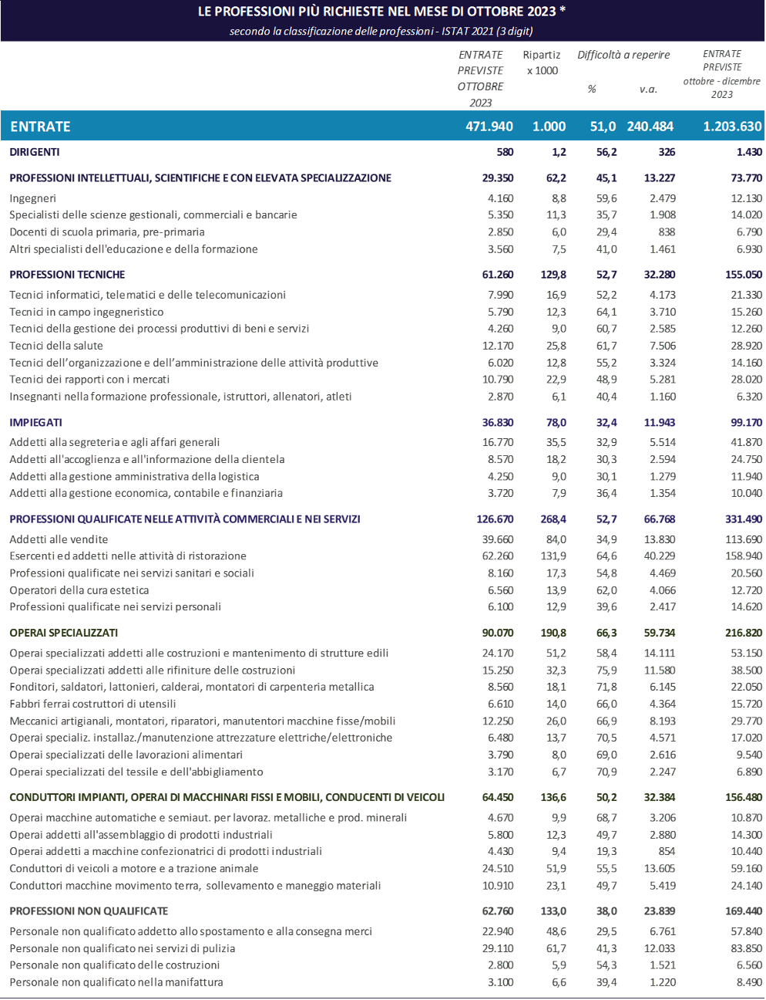 LE PROFESSIONI PIÙ RICHIESTE NEL MESE DI OTTOBRE 2023 *
secondo la classificazione delle professioni - ISTAT 2021 (3 digit)
ENTRATE PREVISTE OTTOBRE 2023 Ripartiz x 1000 Difficoltà a reperire % v.a. ENTRATE PREVISTE ottobre - dicembre 2023
ENTRATE 471.940 1.000 51,0 240.484 1.203.630
DIRIGENTI 580 1,2 56,2 326 1.430
PROFESSIONI INTELLETTUALI, SCIENTIFICHE E CON ELEVATA SPECIALIZZAZIONE 29.350 62,2 45,1 13.227 73.770
Ingegneri 4.160 8,8 59,6 2.479 12.130
Specialisti delle scienze gestionali, commerciali e bancarie 5.350 11,3 35,7 1.908 14.020
Docenti di scuola primaria, pre-primaria 2.850 6,0 29,4 838 6.790
Altri specialisti dell'educazione e della formazione 3.560 7,5 41,0 1.461 6.930
PROFESSIONI TECNICHE 61.260 129,8 52,7 32.280 155.050
Tecnici informatici, telematici e delle telecomunicazioni 7.990 16,9 52,2 4.173 21.330
Tecnici in campo ingegneristico 5.790 12,3 64,1 3.710 15.260
Tecnici della gestione dei processi produttivi di beni e servizi 4.260 9,0 60,7 2.585 12.260
Tecnici della salute 12.170 25,8 61,7 7.506 28.920
Tecnici dell’organizzazione e dell’amministrazione delle attività produttive 6.020 12,8 55,2 3.324 14.160
Tecnici dei rapporti con i mercati 10.790 22,9 48,9 5.281 28.020
Insegnanti nella formazione professionale, istruttori, allenatori, atleti 2.870 6,1 40,4 1.160 6.320
IMPIEGATI 36.830 78,0 32,4 11.943 99.170
Addetti alla segreteria e agli affari generali 16.770 35,5 32,9 5.514 41.870
Addetti all'accoglienza e all'informazione della clientela 8.570 18,2 30,3 2.594 24.750
Addetti alla gestione amministrativa della logistica 4.250 9,0 30,1 1.279 11.940
Addetti alla gestione economica, contabile e finanziaria 3.720 7,9 36,4 1.354 10.040
PROFESSIONI QUALIFICATE NELLE ATTIVITÀ COMMERCIALI E NEI SERVIZI 126.670 268,4 52,7 66.768 331.490
Addetti alle vendite 39.660 84,0 34,9 13.830 113.690
Esercenti ed addetti nelle attività di ristorazione 62.260 131,9 64,6 40.229 158.940
Professioni qualificate nei servizi sanitari e sociali 8.160 17,3 54,8 4.469 20.560
Operatori della cura estetica 6.560 13,9 62,0 4.066 12.720
Professioni qualificate nei servizi personali 6.100 12,9 39,6 2.417 14.620
OPERAI SPECIALIZZATI 90.070 190,8 66,3 59.734 216.820
Operai specializzati addetti alle costruzioni e mantenimento di strutture edili 24.170 51,2 58,4 14.111 53.150
Operai specializzati addetti alle rifiniture delle costruzioni 15.250 32,3 75,9 11.580 38.500
Fonditori, saldatori, lattonieri, calderai, montatori di carpenteria metallica 8.560 18,1 71,8 6.145 22.050
Fabbri ferrai costruttori di utensili 6.610 14,0 66,0 4.364 15.720
Meccanici artigianali, montatori, riparatori, manutentori macchine fisse/mobili 12.250 26,0 66,9 8.193 29.770
Operai specializ. installaz./manutenzione attrezzature elettriche/elettroniche 6.480 13,7 70,5 4.571 17.020
Operai specializzati delle lavorazioni alimentari 3.790 8,0 69,0 2.616 9.540
Operai specializzati del tessile e dell'abbigliamento 3.170 6,7 70,9 2.247 6.890
CONDUTTORI IMPIANTI, OPERAI DI MACCHINARI FISSI E MOBILI, CONDUCENTI DI VEICOLI 64.450 136,6 50,2 32.384 156.480
Operai macchine automatiche e semiaut. per lavoraz. metalliche e prod. minerali 4.670 9,9 68,7 3.206 10.870
Operai addetti all'assemblaggio di prodotti industriali 5.800 12,3 49,7 2.880 14.300
Operai addetti a macchine confezionatrici di prodotti industriali 4.430 9,4 19,3 854 10.440
Conduttori di veicoli a motore e a trazione animale 24.510 51,9 55,5 13.605 59.160
Conduttori macchine movimento terra, sollevamento e maneggio materiali 10.910 23,1 49,7 5.419 24.140
PROFESSIONI NON QUALIFICATE 62.760 133,0 38,0 23.839 169.440
Personale non qualificato addetto allo spostamento e alla consegna merci 22.940 48,6 29,5 6.761 57.840
Personale non qualificato nei servizi di pulizia 29.110 61,7 41,3 12.033 83.850
Personale non qualificato delle costruzioni 2.800 5,9 54,3 1.521 6.560
Personale non qualificato nella manifattura 3.100 6,6 39,4 1.220 8.490